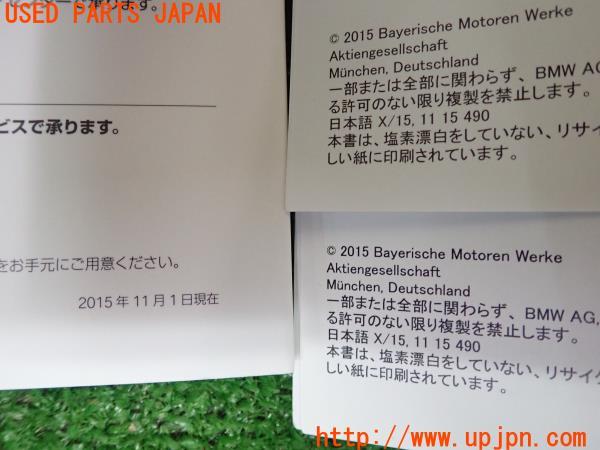 USED PARTS JAPAN
ビスで承ります。
をお手元にご用意ください。
2015年11月1日現在
© 2015 Bayerische Motoren Werke
Aktiengesellschaft
München, Deutschland
一部または全部に関わらず、BMW AG,
る許可のない限り複製を禁止します。
日本語 X/15, 11 15 490
本書は、塩素漂白をしていない、リサイ
しい紙に印刷されています。
© 2015 Bayerische Motoren Werke
Aktiengesellschaft
München, Deutschland
一部または全部に関わらず、BMW AG,
る許可のない限り複製を禁止します。
日本語 X/15, 11 15 490
本書は、塩素漂白をしていない、リサイク
しい紙に印刷されています。
http://www.upjpn.com